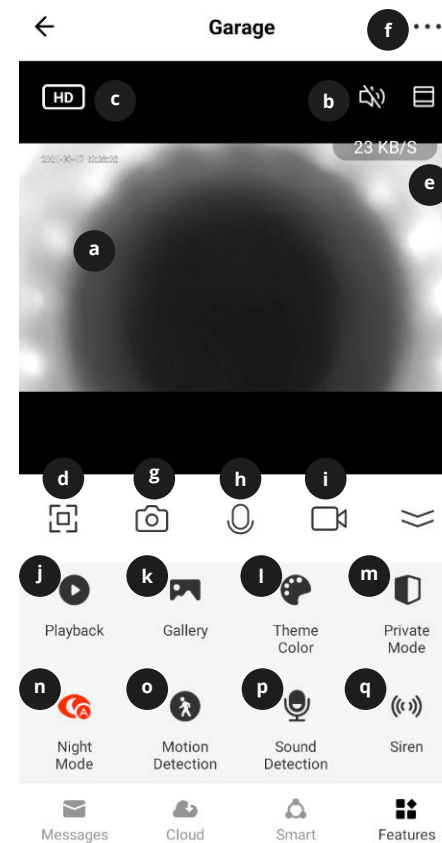 Garage
f
HD
c
b
23 KB/S
e
a
d
g
h
i
j
k
l
m
Playback
Gallery
Theme
Color
Private
Mode
n
o
p
q
Night
Mode
Motion
Detection
Sound
Detection
Siren
Messages
Cloud
Smart
Features